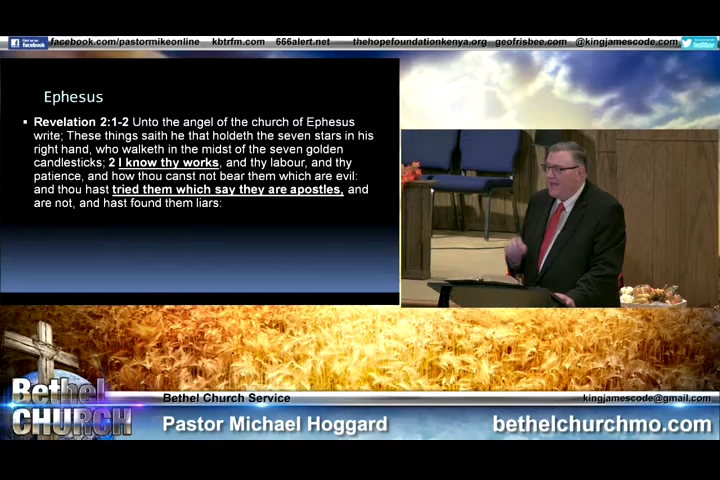 Find us on facebook facebook.com/pastormikeonline kbtrfm.com 666alert.net thehopefoundationkenya.org geofrisbee.com @kingjamescode.com
Ephesus
▪ Revelation 2:1-2 Unto the angel of the church of Ephesus
write; These things saith he that holdeth the seven stars in his
right hand, who walketh in the midst of the seven golden
candlesticks; 2 I know thy works, and thy labour, and thy
patience, and how thou canst not bear them which are evil:
and thou hast tried them which say they are apostles, and
are not, and hast found them liars:
Bethel
CHURCH
Bethel Church Service
kingjamescode@gmail.com
Pastor Michael Hoggard
bethelchurchmo.com